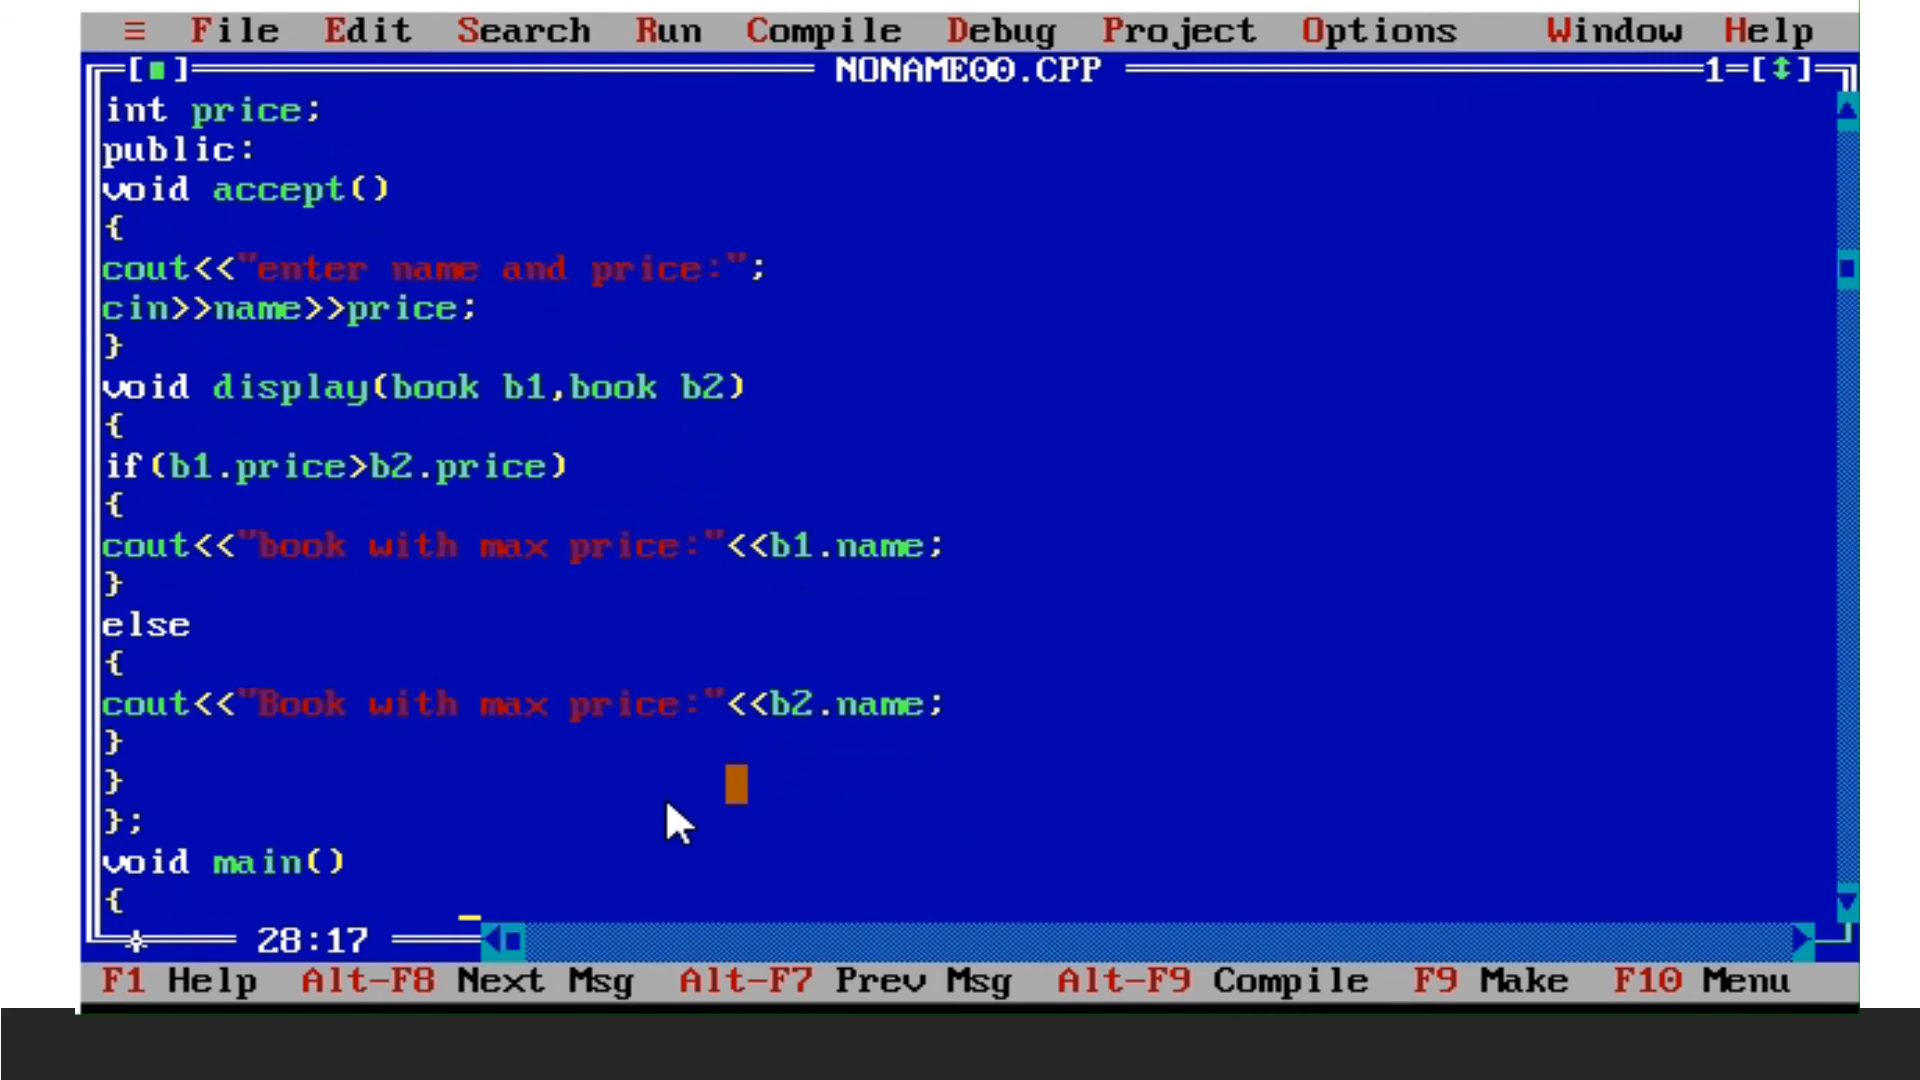 ≡ File Edit Search Run Compile Debug Project Options Window Help
[■] NONAME00.CPP 1=[↕]
int price;
public:
void accept()
{
cout<<"enter name and price:";
cin>>name>>price;
}
void display(book b1,book b2)
{
if(b1.price>b2.price)
{
cout<<"book with max price:"<<b1.name;
}
else
{
cout<<"Book with max price:"<<b2.name;
}
}
};
void main()
{
28:17
F1 Help Alt-F8 Next Msg Alt-F7 Prev Msg Alt-F9 Compile F9 Make F10 Menu